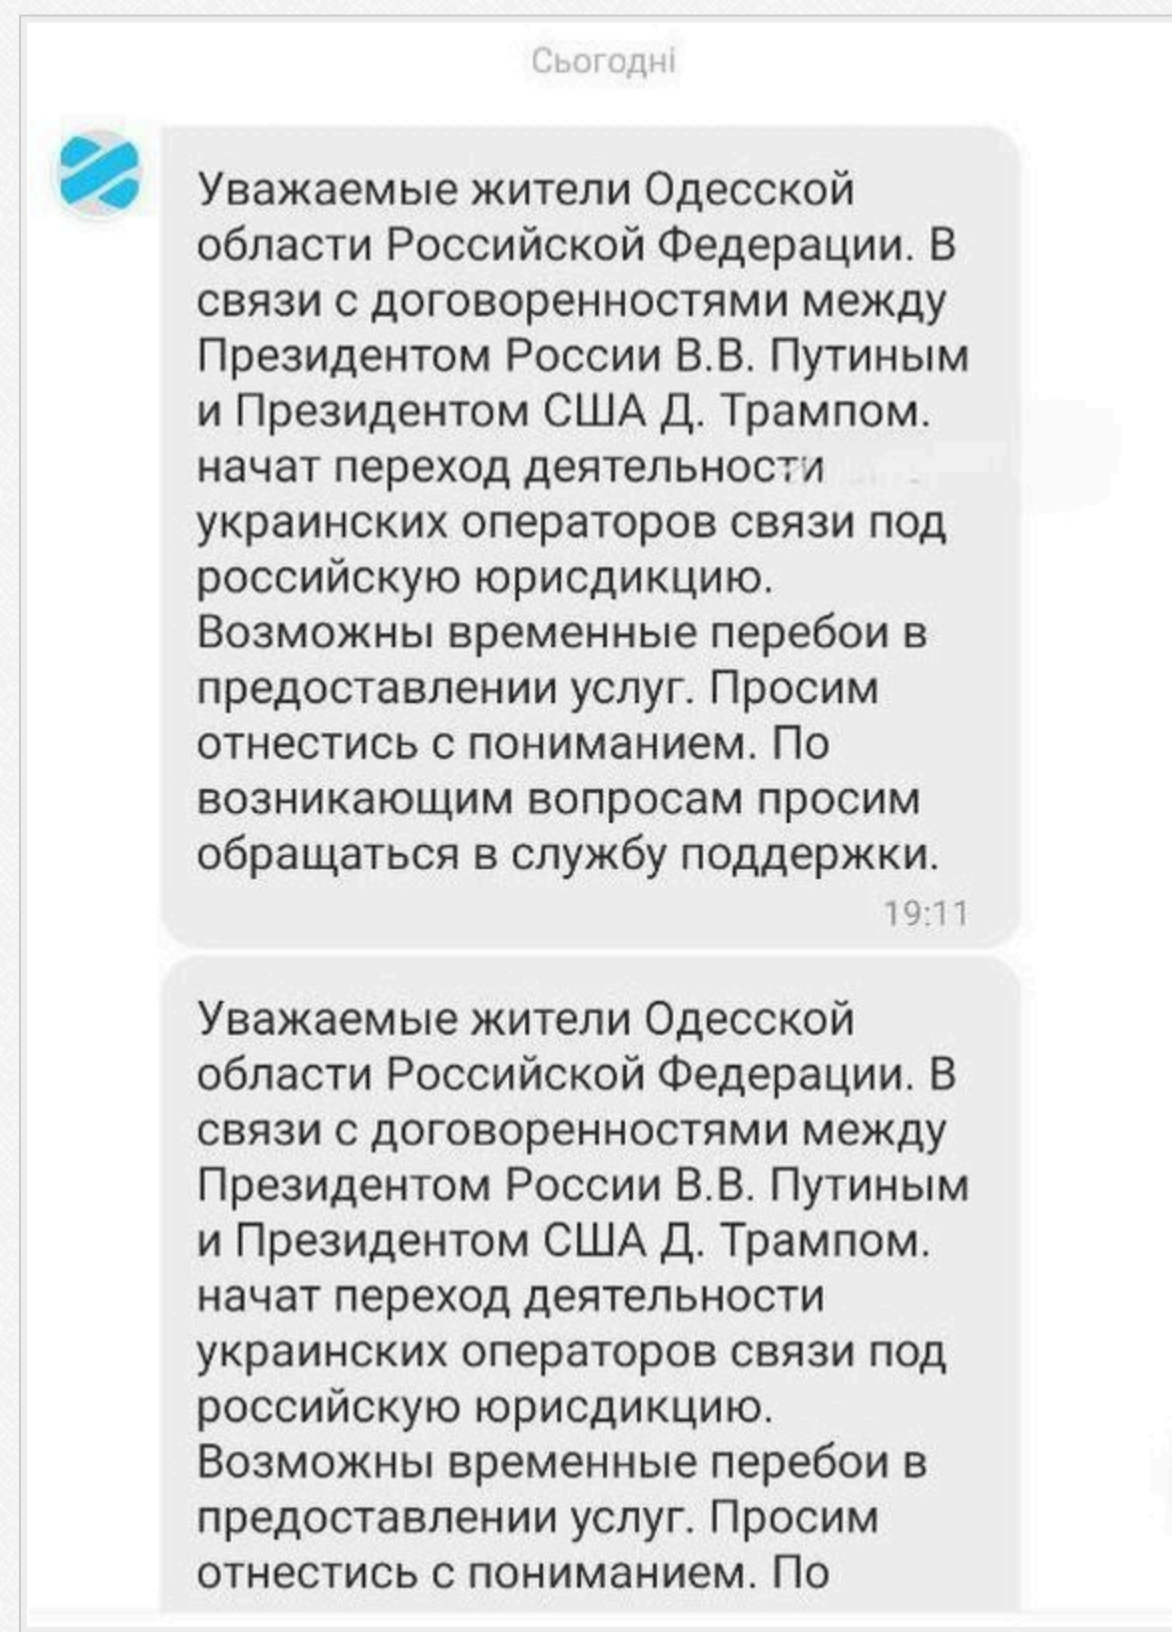 Сьогодні
Уважаемые жители Одесской
области Российской Федерации. В
связи с договоренностями между
Президентом России В.В. Путиным
и Президентом США Д. Трампом.
начат переход деятельности
украинских операторов связи под
российскую юрисдикцию.
Возможны временные перебои в
предоставлении услуг. Просим
отнестись с пониманием. По
возникающим вопросам просим
обращаться в службу поддержки.
19:11
Уважаемые жители Одесской
области Российской Федерации. В
связи с договоренностями между
Президентом России В.В. Путиным
и Президентом США Д. Трампом.
начат переход деятельности
украинских операторов связи под
российскую юрисдикцию.
Возможны временные перебои в
предоставлении услуг. Просим
отнестись с пониманием. По